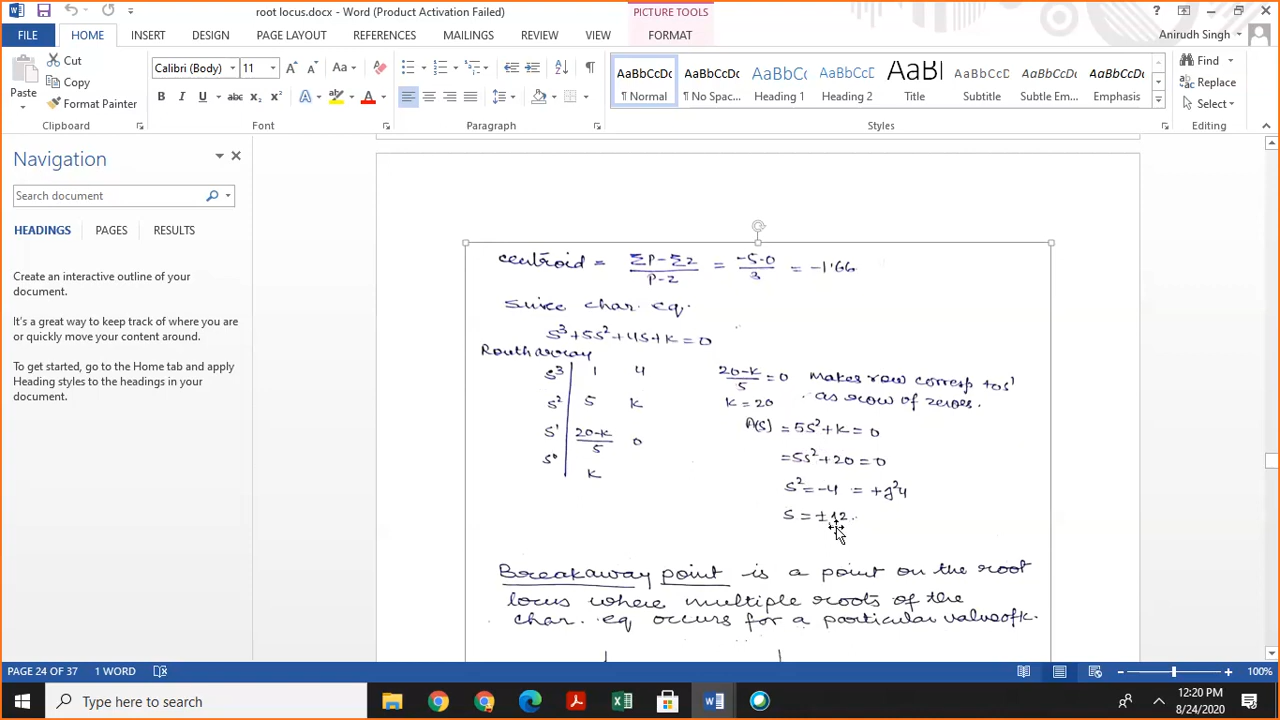 root locus.docx - Word (Product Activation Failed)
PICTURE TOOLS
FILE HOME INSERT DESIGN PAGE LAYOUT REFERENCES MAILINGS REVIEW VIEW FORMAT
Anirudh Singh
Cut
Copy
Format Painter
Paste
Clipboard
Calibri (Body) 11
Font
Paragraph
AaBbCcDc AaBbCcDc AaBbCc AaBbCcC AaBl AaBbCcD AaBbCcDc AaBbCcDc
¶ Normal ¶ No Spac... Heading 1 Heading 2 Title Subtitle Subtle Em... Emphasis
Styles
Find
Replace
Select
Editing
Navigation
Search document
HEADINGS PAGES RESULTS
Create an interactive outline of your
document.
It's a great way to keep track of where you are
or quickly move your content around.
To get started, go to the Home tab and apply
Heading styles to the headings in your
document.
centroid = ΣP-ΣZ / P-Z = -5-0 / 3 = -1.66
Since char. eq.
s³+5s²+4s+K=0
Routh array
s³ 1 4
s² 5 K
s¹ 20-K / 5 0
s⁰ K
20-K / 5 = 0 makes row corresp to s¹
K=20 as row of zeroes.
A(s) = 5s²+K=0
=5s²+20=0
s²=-4 = +j²4
s = ±j2.
Breakaway point is a point on the root
locus where multiple roots of the
char. eq occurs for a particular value of K.
PAGE 24 OF 37 1 WORD
100%
Type here to search
12:20 PM
8/24/2020